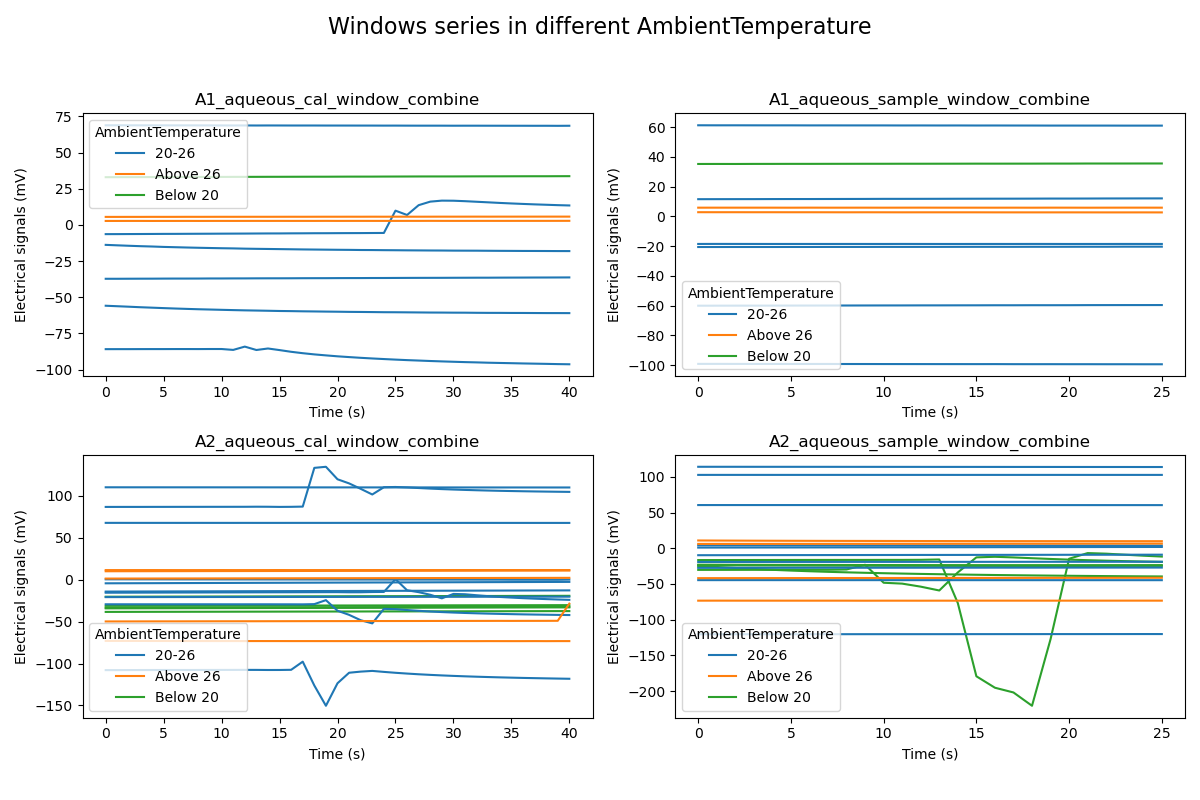 Windows series in different AmbientTemperature
A1_aqueous_cal_window_combine
Electrical signals (mV)
75
50
25
0
−25
−50
−75
−100
AmbientTemperature
20-26
Above 26
Below 20
0 5 10 15 20 25 30 35 40
Time (s)
A1_aqueous_sample_window_combine
Electrical signals (mV)
60
40
20
0
−20
−40
−60
−80
−100
AmbientTemperature
20-26
Above 26
Below 20
0 5 10 15 20 25
Time (s)
A2_aqueous_cal_window_combine
Electrical signals (mV)
100
50
0
−50
−100
−150
AmbientTemperature
20-26
Above 26
Below 20
0 5 10 15 20 25 30 35 40
Time (s)
A2_aqueous_sample_window_combine
Electrical signals (mV)
100
50
0
−50
−100
−150
−200
AmbientTemperature
20-26
Above 26
Below 20
0 5 10 15 20 25
Time (s)